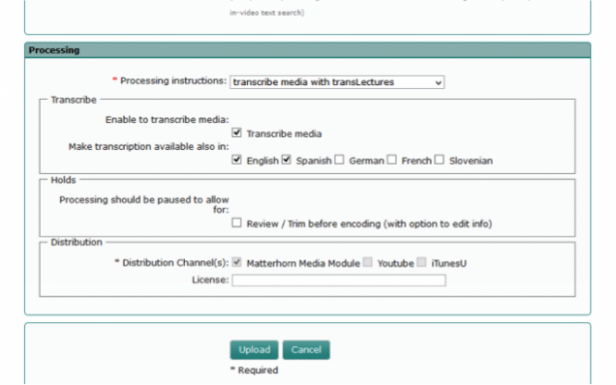 in-video text search)
Processing
* Processing instructions: transcribe media with transLectures
Transcribe
Enable to transcribe media:
Transcribe media
Make transcription available also in:
English Spanish German French Slovenian
Holds
Processing should be paused to allow
for:
Review / Trim before encoding (with option to edit info)
Distribution
* Distribution Channel(s): Matterhorn Media Module Youtube iTunesU
License:
Upload Cancel
* Required